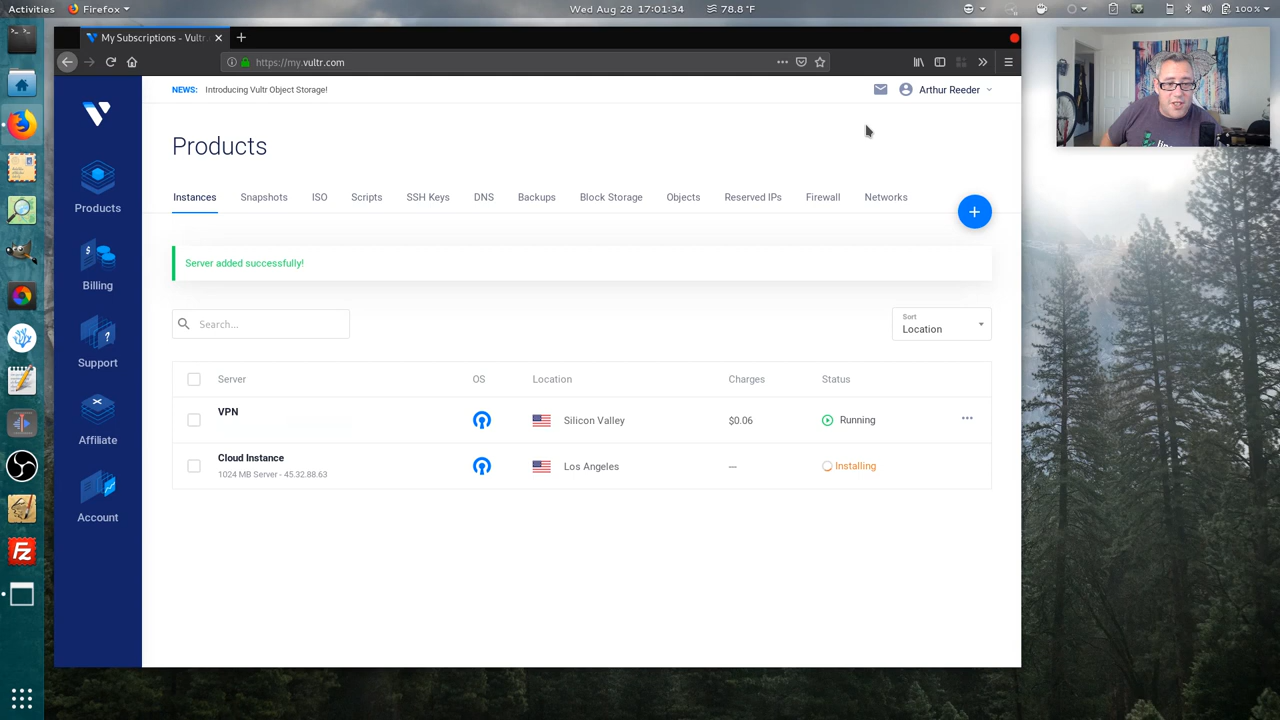 Activities Firefox Wed Aug 28 17:01:34 78.8 °F 100%
My Subscriptions - Vultr.
https://my.vultr.com
NEWS: Introducing Vultr Object Storage!
Arthur Reeder
Products
Instances Snapshots ISO Scripts SSH Keys DNS Backups Block Storage Objects Reserved IPs Firewall Networks
Products
Billing
Support
Affiliate
Account
Server added successfully!
Search...
Sort
Location
Server OS Location Charges Status
VPN
Silicon Valley $0.06 Running
Cloud Instance
1024 MB Server - 45.32.88.63
Los Angeles — Installing